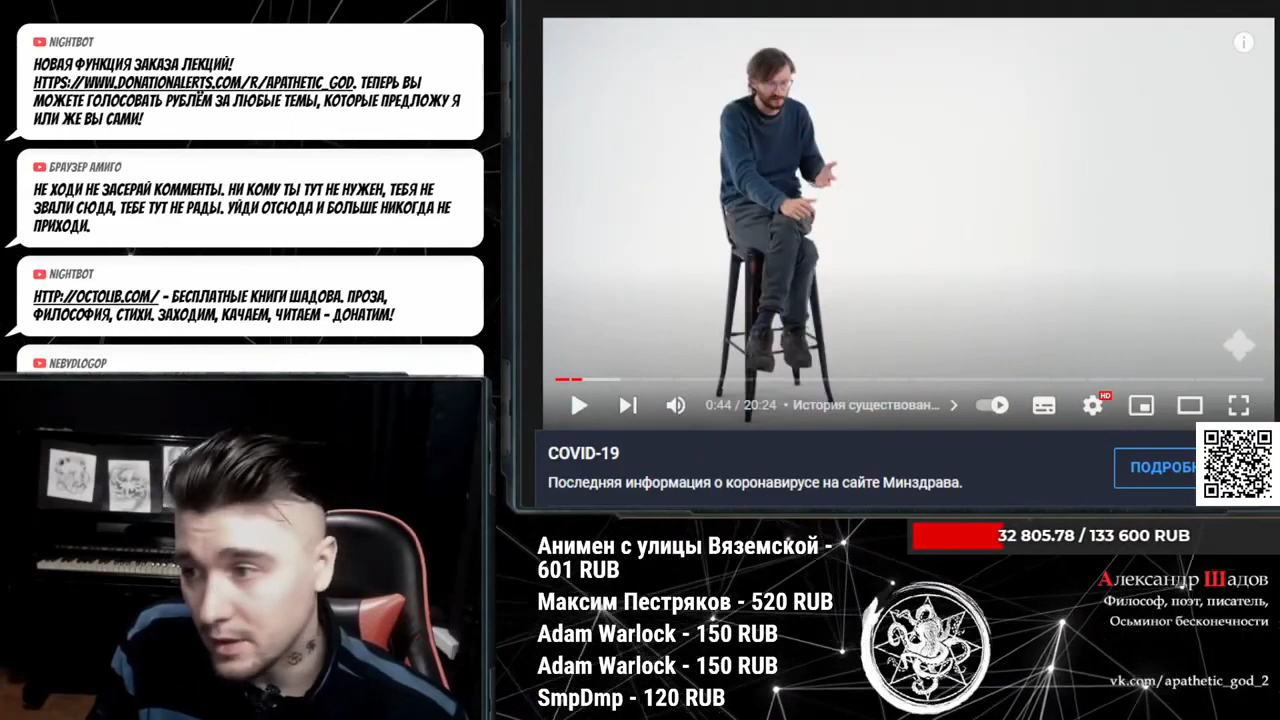 NIGHTBOT
НОВАЯ ФУНКЦИЯ ЗАКАЗА ЛЕКЦИЙ!
HTTPS://WWW.DONATIONALERTS.COM/R/APATHETIC_GOD. ТЕПЕРЬ ВЫ
МОЖЕТЕ ГОЛОСОВАТЬ РУБЛЁМ ЗА ЛЮБЫЕ ТЕМЫ, КОТОРЫЕ ПРЕДЛОЖУ Я
ИЛИ ЖЕ ВЫ САМИ!
БРАУЗЕР АМИГО
НЕ ХОДИ НЕ ЗАСЕРАЙ КОММЕНТЫ. НИ КОМУ ТЫ ТУТ НЕ НУЖЕН, ТЕБЯ НЕ
ЗВАЛИ СЮДА, ТЕБЕ ТУТ НЕ РАДЫ. УЙДИ ОТСЮДА И БОЛЬШЕ НИКОГДА НЕ
ПРИХОДИ.
NIGHTBOT
HTTP://OCTOLIB.COM/ - БЕСПЛАТНЫЕ КНИГИ ШАДОВА. ПРОЗА,
ФИЛОСОФИЯ, СТИХИ. ЗАХОДИМ, КАЧАЕМ, ЧИТАЕМ - ДОНАТИМ!
NEBYDLOGOP
0:44 / 20:24 • История существован...
HD
COVID-19
Последняя информация о коронавирусе на сайте Минздрава.
ПОДРОБН
Анимен с улицы Вяземской -
601 RUB
Максим Пестряков - 520 RUB
Adam Warlock - 150 RUB
Adam Warlock - 150 RUB
SmpDmp - 120 RUB
32 805.78 / 133 600 RUB
Александр Шадов
Философ, поэт, писатель,
Осьминог бесконечности
vk.com/apathetic_god_2